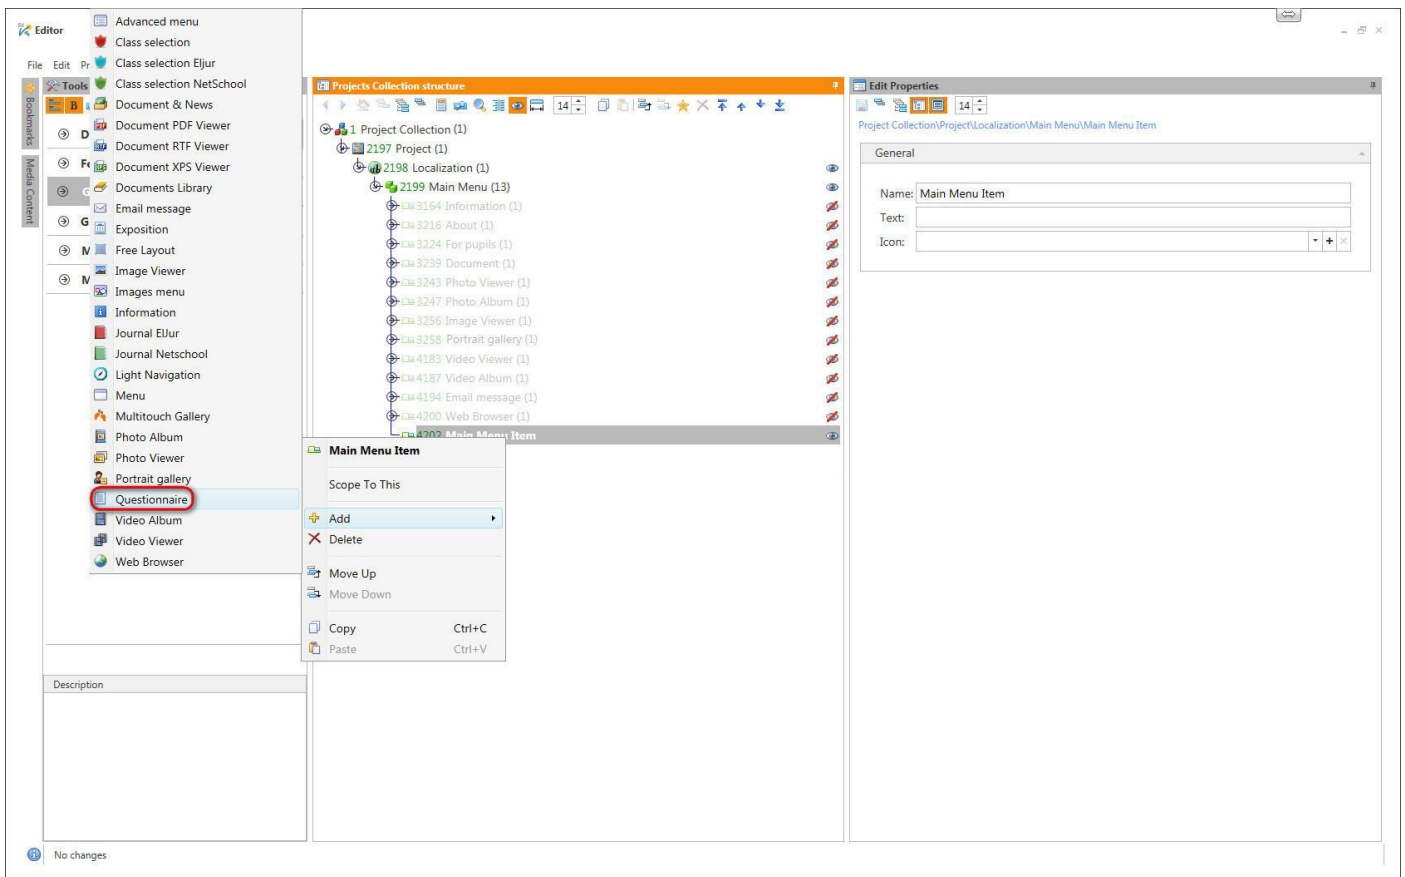 Editor
File Edit Pr
Bookmarks
Media Content
Tools
B
D
Fe
G
M
M
Advanced menu
Class selection
Class selection Eljur
Class selection NetSchool
Document & News
Document PDF Viewer
Document RTF Viewer
Document XPS Viewer
Documents Library
Email message
Exposition
Free Layout
Image Viewer
Images menu
Information
Journal ElJur
Journal Netschool
Light Navigation
Menu
Multitouch Gallery
Photo Album
Photo Viewer
Portrait gallery
Questionnaire
Video Album
Video Viewer
Web Browser
Description
No changes
Projects Collection structure
14
1 Project Collection (1)
2197 Project (1)
2198 Localization (1)
2199 Main Menu (13)
3164 Information (1)
3216 About (1)
3224 For pupils (1)
3239 Document (1)
3243 Photo Viewer (1)
3247 Photo Album (1)
3256 Image Viewer (1)
3258 Portrait gallery (1)
4183 Video Viewer (1)
4187 Video Album (1)
4194 Email message (1)
4200 Web Browser (1)
4202 Main Menu Item
Main Menu Item
Scope To This
Add
Delete
Move Up
Move Down
Copy Ctrl+C
Paste Ctrl+V
Edit Properties
14
Project Collection\Project\Localization\Main Menu\Main Menu Item
General
Name: Main Menu Item
Text:
Icon: